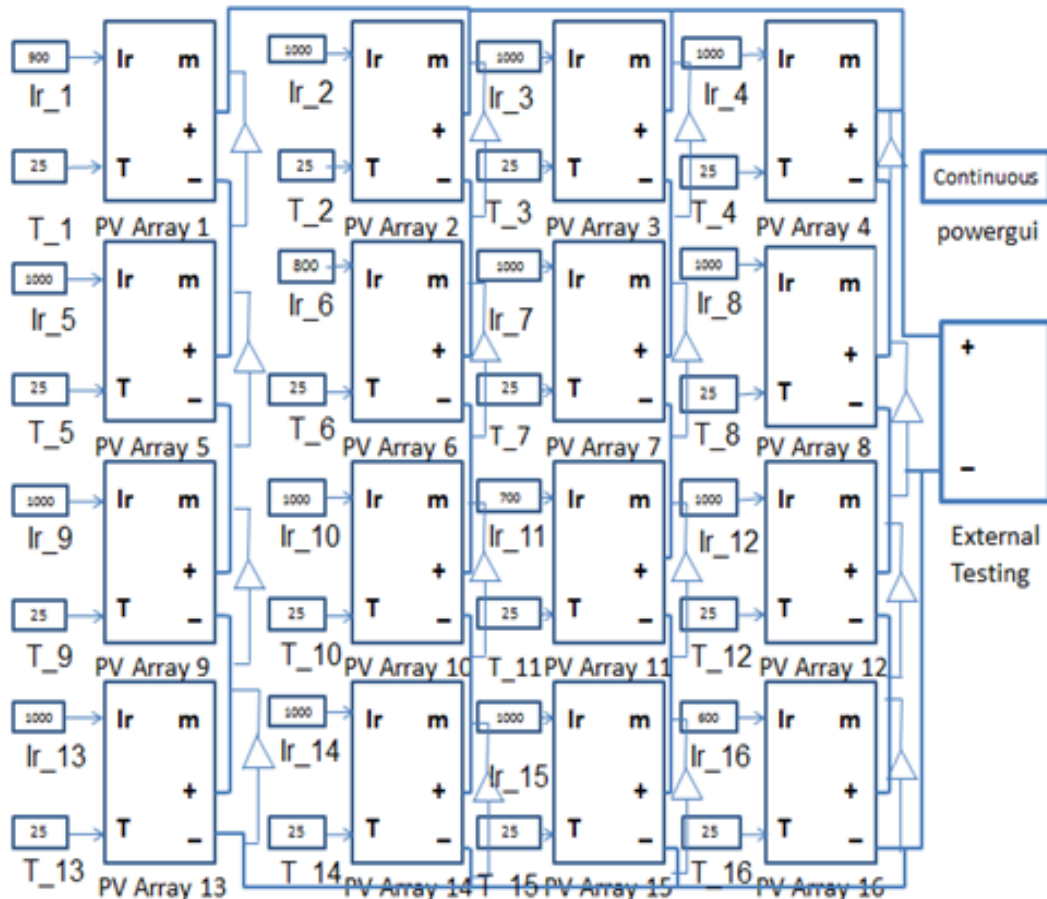 900
Ir
m
Ir_1
+
25
T
−
T_1
PV Array 1
1000
Ir
m
Ir_2
+
25
T
−
T_2
PV Array 2
1000
Ir
m
Ir_3
+
25
T
−
T_3
PV Array 3
1000
Ir
m
Ir_4
+
25
T
−
T_4
PV Array 4
Continuous
powergui
1000
Ir
m
Ir_5
+
25
T
−
T_5
PV Array 5
800
Ir
m
Ir_6
+
25
T
−
T_6
PV Array 6
1000
Ir
m
Ir_7
+
25
T
−
T_7
PV Array 7
1000
Ir
m
Ir_8
+
25
T
−
T_8
PV Array 8
+
−
External
Testing
1000
Ir
m
Ir_9
+
25
T
−
T_9
PV Array 9
1000
Ir
m
Ir_10
+
25
T
−
T_10
PV Array 10
700
Ir
m
Ir_11
+
25
T
−
T_11
PV Array 11
1000
Ir
m
Ir_12
+
25
T
−
T_12
PV Array 12
1000
Ir
m
Ir_13
+
25
T
−
T_13
PV Array 13
1000
Ir
m
Ir_14
+
25
T
−
T_14
PV Array 14
1000
Ir
m
Ir_15
+
25
T
−
T_15
PV Array 15
600
Ir
m
Ir_16
+
25
T
−
T_16
PV Array 16